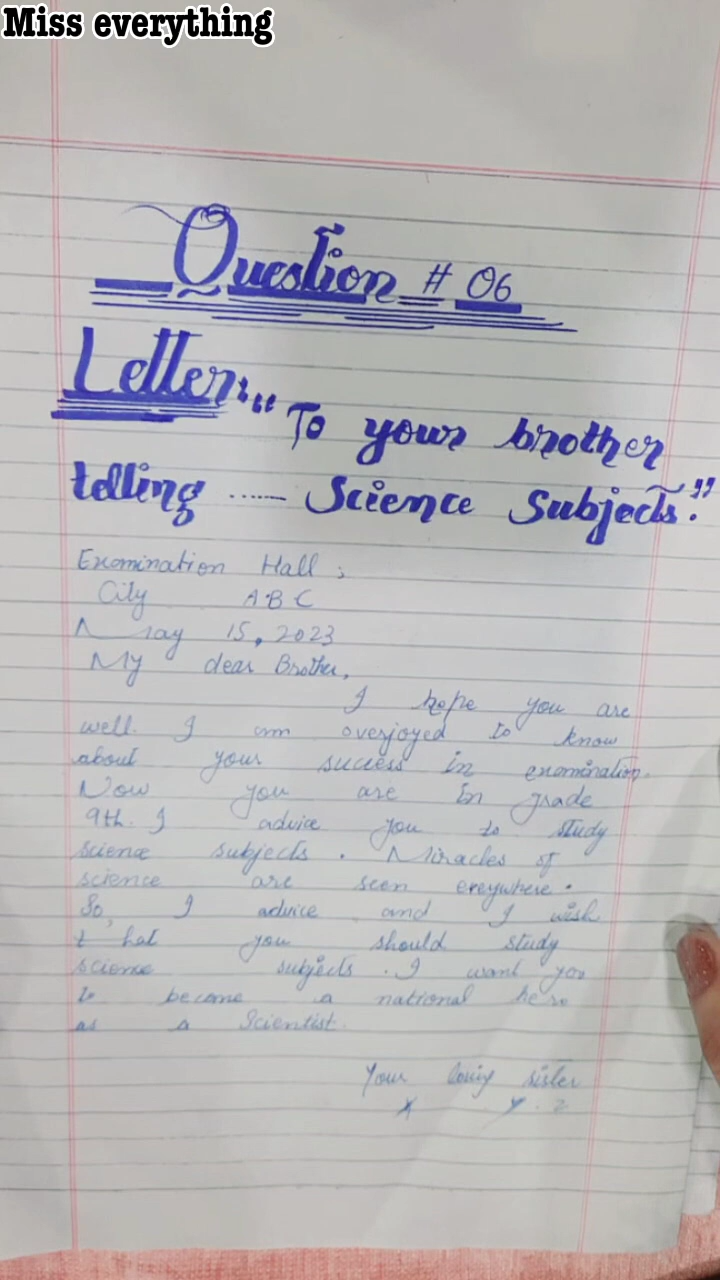 Miss everything
Question # 06
Letter:"To your brother
telling ...... Science Subjects."
Examination Hall,
City ABC
May 15, 2023
My dear Brother,
I hope you are
well. I am overjoyed to know
about your success in examination.
Now you are in grade
9th. I advice you to study
science subjects. Miracles of
science are seen ereywhere.
So, I advice and I wish
that you should study
science subjects. I want you
to become a national hero
as a Scientist.
Your loving sister
X Y.Z